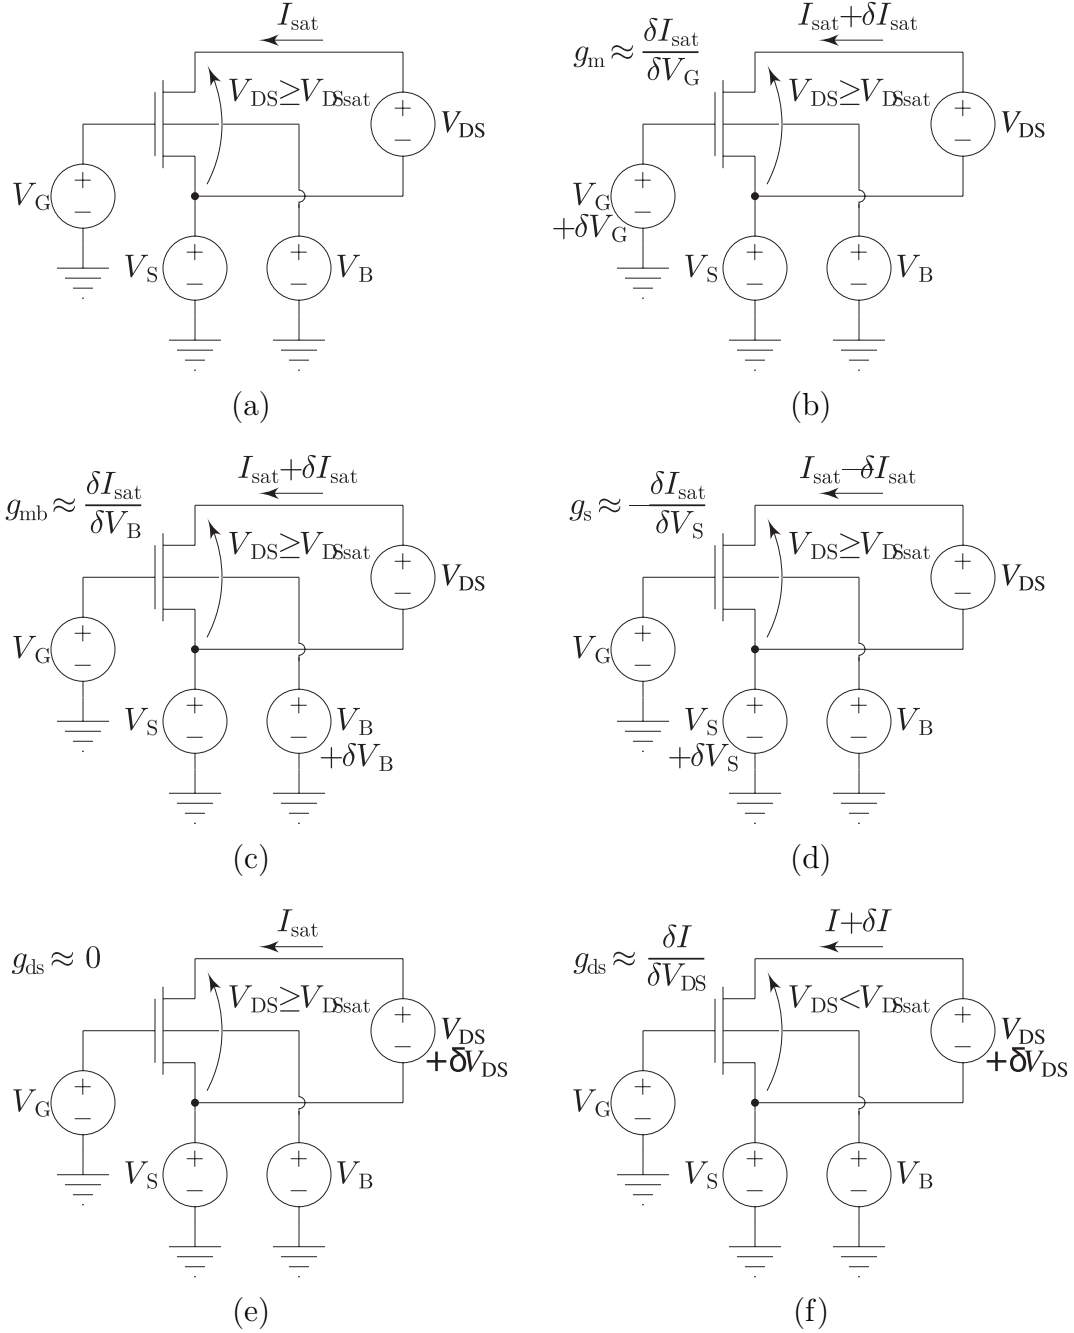 I_sat
V_DS≥V_DSsat
+
−
V_DS
V_G
+
−
V_S
+
−
+
−
V_B
(a)
g_m≈ δI_sat/δV_G
I_sat+δI_sat
V_DS≥V_DSsat
+
−
V_DS
V_G
+δV_G
+
−
V_S
+
−
+
−
V_B
(b)
g_mb≈ δI_sat/δV_B
I_sat+δI_sat
V_DS≥V_DSsat
+
−
V_DS
V_G
+
−
V_S
+
−
+
−
V_B
+δV_B
(c)
g_s≈ −δI_sat/δV_S
I_sat−δI_sat
V_DS≥V_DSsat
+
−
V_DS
V_G
+
−
V_S
+δV_S
+
−
+
−
V_B
(d)
g_ds≈ 0
I_sat
V_DS≥V_DSsat
+
−
V_DS
+δV_DS
V_G
+
−
V_S
+
−
+
−
V_B
(e)
g_ds≈ δI/δV_DS
I+δI
V_DS<V_DSsat
+
−
V_DS
+δV_DS
V_G
+
−
V_S
+
−
+
−
V_B
(f)